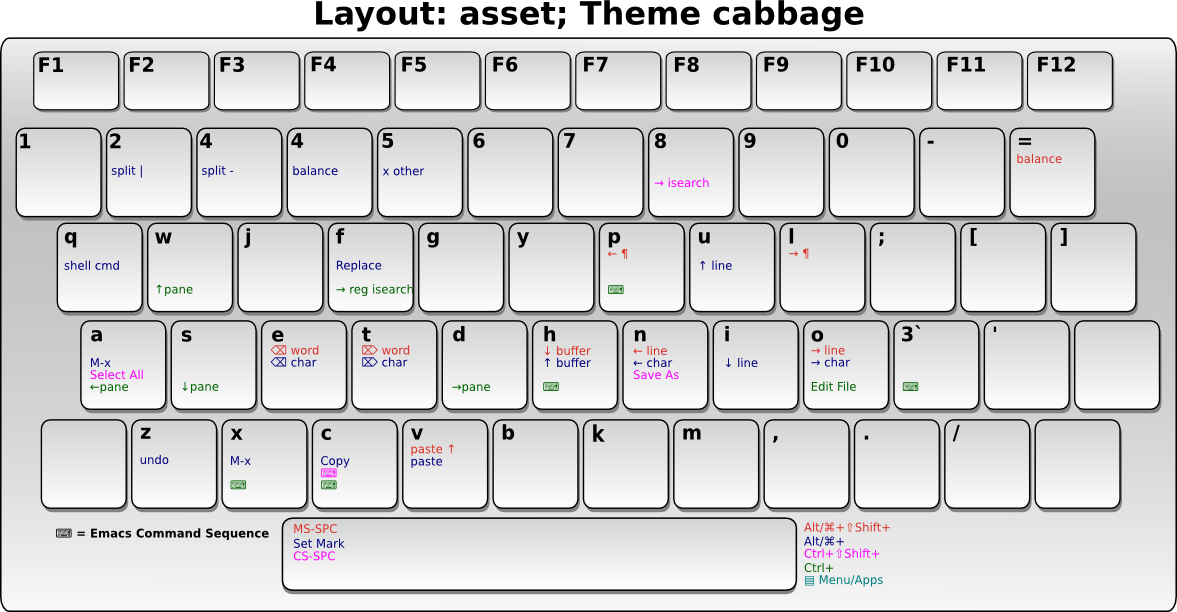 Layout: asset; Theme cabbage
F1 F2 F3 F4 F5 F6 F7 F8 F9 F10 F11 F12
1 2 4 4 5 6 7 8 9 0 - =
balance
split | split - balance x other
→ isearch
q w j f g y p u l ; [ ]
← ¶ → ¶
shell cmd Replace ↑ line
↑pane → reg isearch ⌨
a s e t d h n i o 3` '
⌫ word ⌦ word ↓ buffer ← line → line
M-x ⌫ char ⌦ char ↑ buffer ← char ↓ line → char
Select All Save As
←pane ↓pane →pane ⌨ Edit File ⌨
z x c v b k m , . /
paste ↑
undo M-x Copy paste
⌨
⌨ ⌨
⌨ = Emacs Command Sequence
MS-SPC
Set Mark
CS-SPC
Alt/⌘+⇧Shift+
Alt/⌘+
Ctrl+⇧Shift+
Ctrl+
▤ Menu/Apps